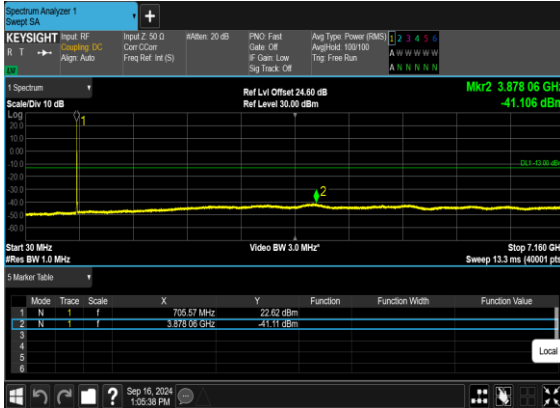 Spectrum Analyzer 1
Swept SA
+
KEYSIGHT
R T
Input: RF
Coupling: DC
Align: Auto
Input Z: 50 Ω
Corr CCorr
Freq Ref: Int (S)
#Atten: 20 dB
PNO: Fast
Gate: Off
IF Gain: Low
Sig Track: Off
Avg Type: Power (RMS)
Avg|Hold: 100/100
Trig: Free Run
1 2 3 4 5 6
A W W W W W
A N N N N N
1 Spectrum
Scale/Div 10 dB
Ref Lvl Offset 24.60 dB
Ref Level 30.00 dBm
Mkr2 3.878 06 GHz
-41.106 dBm
Log
20.0
10.0
0.00
-10.0
-20.0
-30.0
-40.0
-50.0
-60.0
1
2
DL1 -13.00 dBm
Start 30 MHz
#Res BW 1.0 MHz
Video BW 3.0 MHz*
Stop 7.160 GH
Sweep 13.3 ms (40001 pts
5 Marker Table
Mode Trace Scale X Y Function Function Width Function Value
1 N 1 f 705.57 MHz 22.62 dBm
2 N 1 f 3.878 06 GHz -41.11 dBm
3
4
5
6
Local
?
Sep 16, 2024
1:05:38 PM